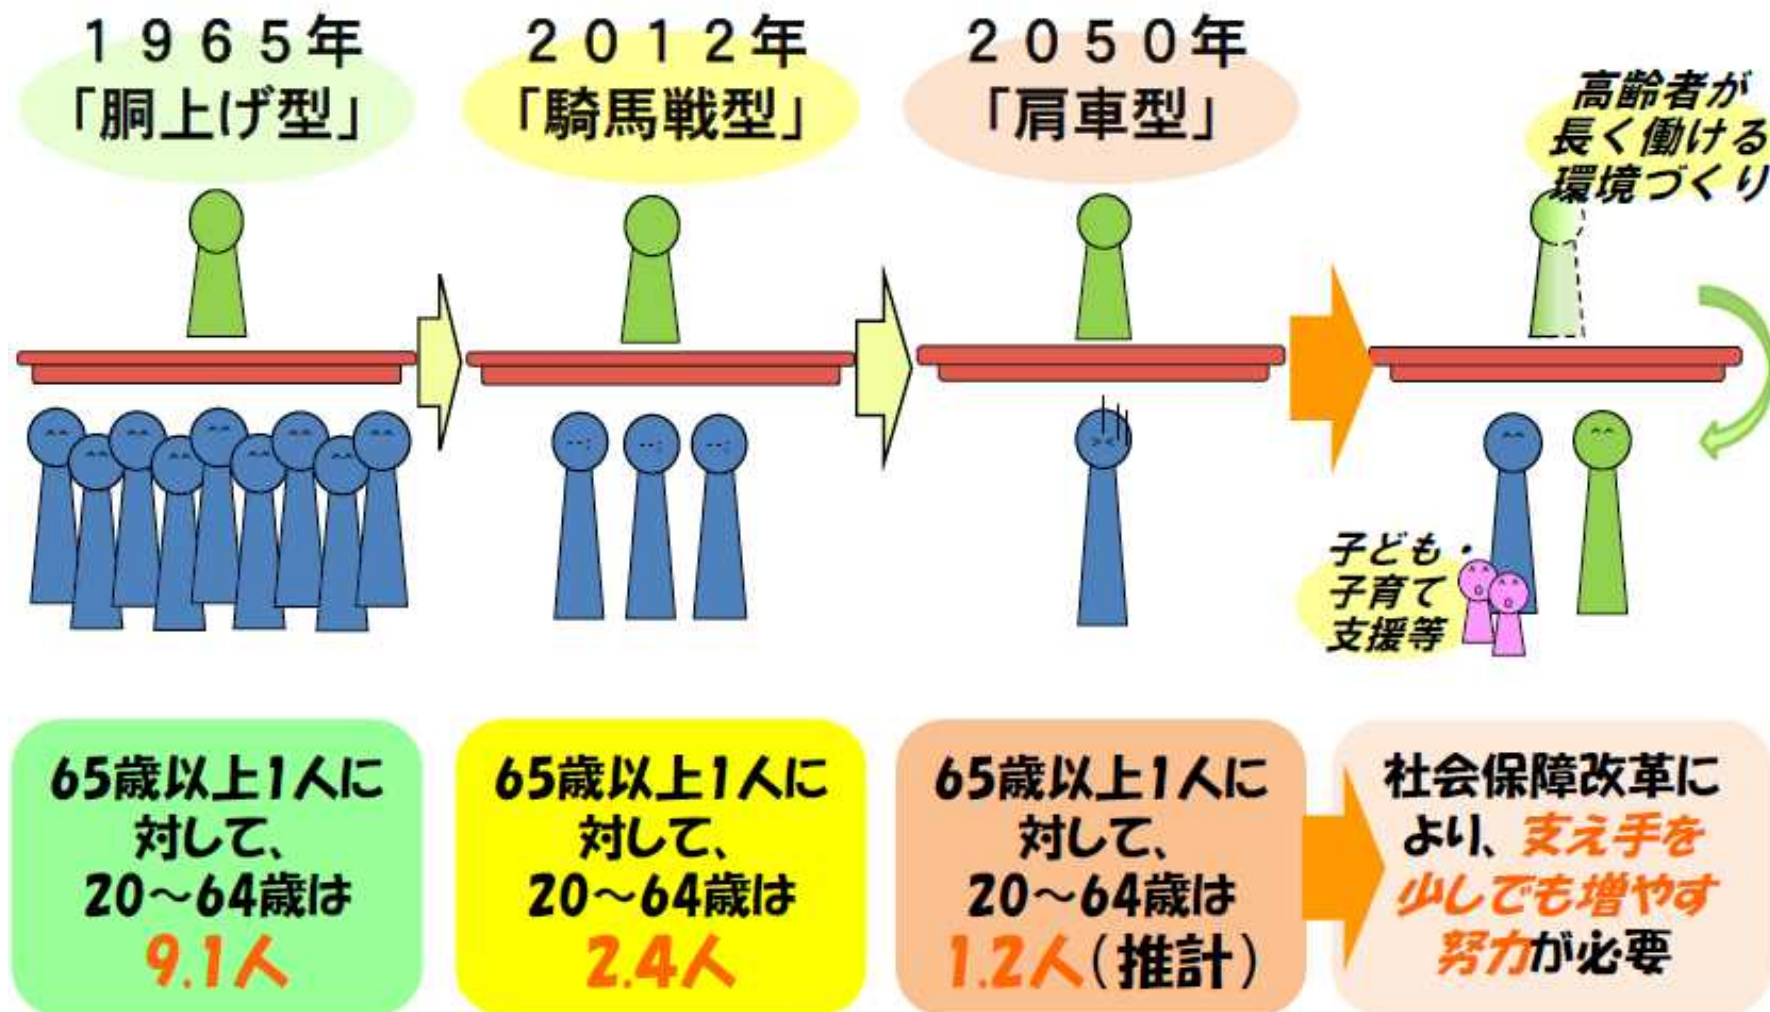 １９６５年
「胴上げ型」
２０１２年
「騎馬戦型」
２０５０年
「肩車型」
高齢者が
長く働ける
環境づくり
子ども・
子育て
支援等
65歳以上1人に
対して、
20～64歳は
9.1人
65歳以上1人に
対して、
20～64歳は
2.4人
65歳以上1人に
対して、
20～64歳は
1.2人（推計）
社会保障改革に
より、支え手を
少しでも増やす
努力が必要